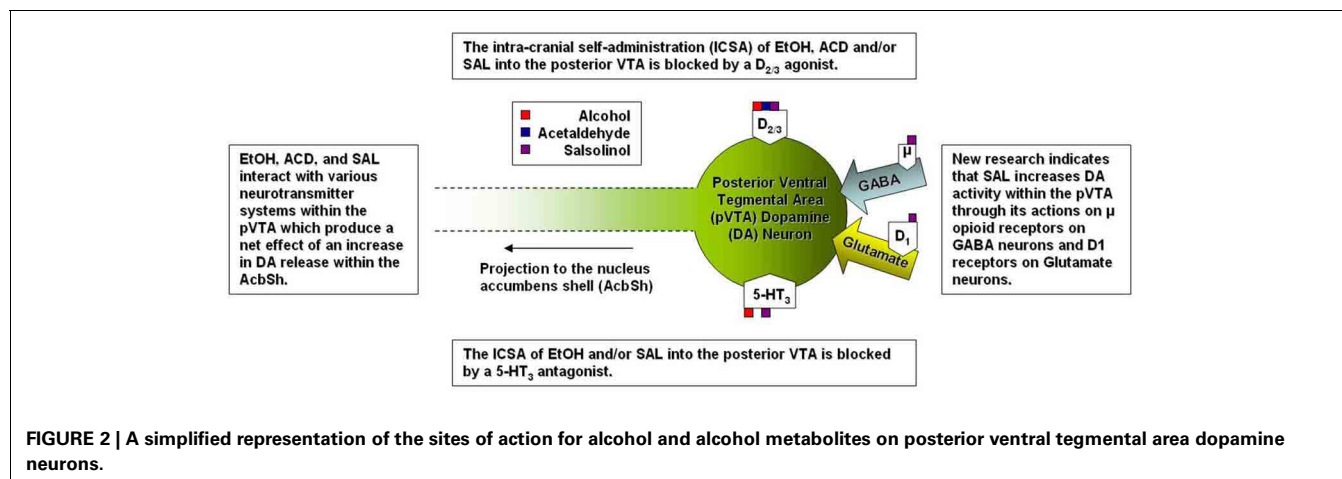 The intra-cranial self-administration (ICSA) of EtOH, ACD and/or
SAL into the posterior VTA is blocked by a D2/3 agonist.
Alcohol
Acetaldehyde
Salsolinol
D2/3
EtOH, ACD, and SAL
interact with various
neurotransmitter
systems within the
pVTA which produce a
net effect of an increase
in DA release within the
AcbSh.
Posterior Ventral
Tegmental Area
(pVTA) Dopamine
(DA) Neuron
µ
GABA
D1
Glutamate
New research indicates
that SAL increases DA
activity within the pVTA
through its actions on µ
opioid receptors on
GABA neurons and D1
receptors on Glutamate
neurons.
Projection to the nucleus
accumbens shell (AcbSh)
5-HT3
The ICSA of EtOH and/or SAL into the posterior VTA is blocked
by a 5-HT3 antagonist.
FIGURE 2 | A simplified representation of the sites of action for alcohol and alcohol metabolites on posterior ventral tegmental area dopamine
neurons.